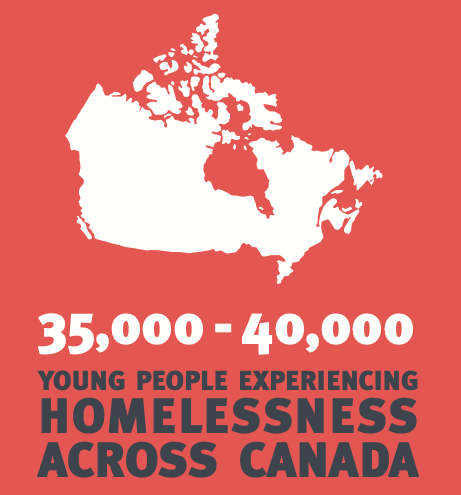 35,000 - 40,000
YOUNG PEOPLE EXPERIENCING
HOMELESSNESS
ACROSS CANADA